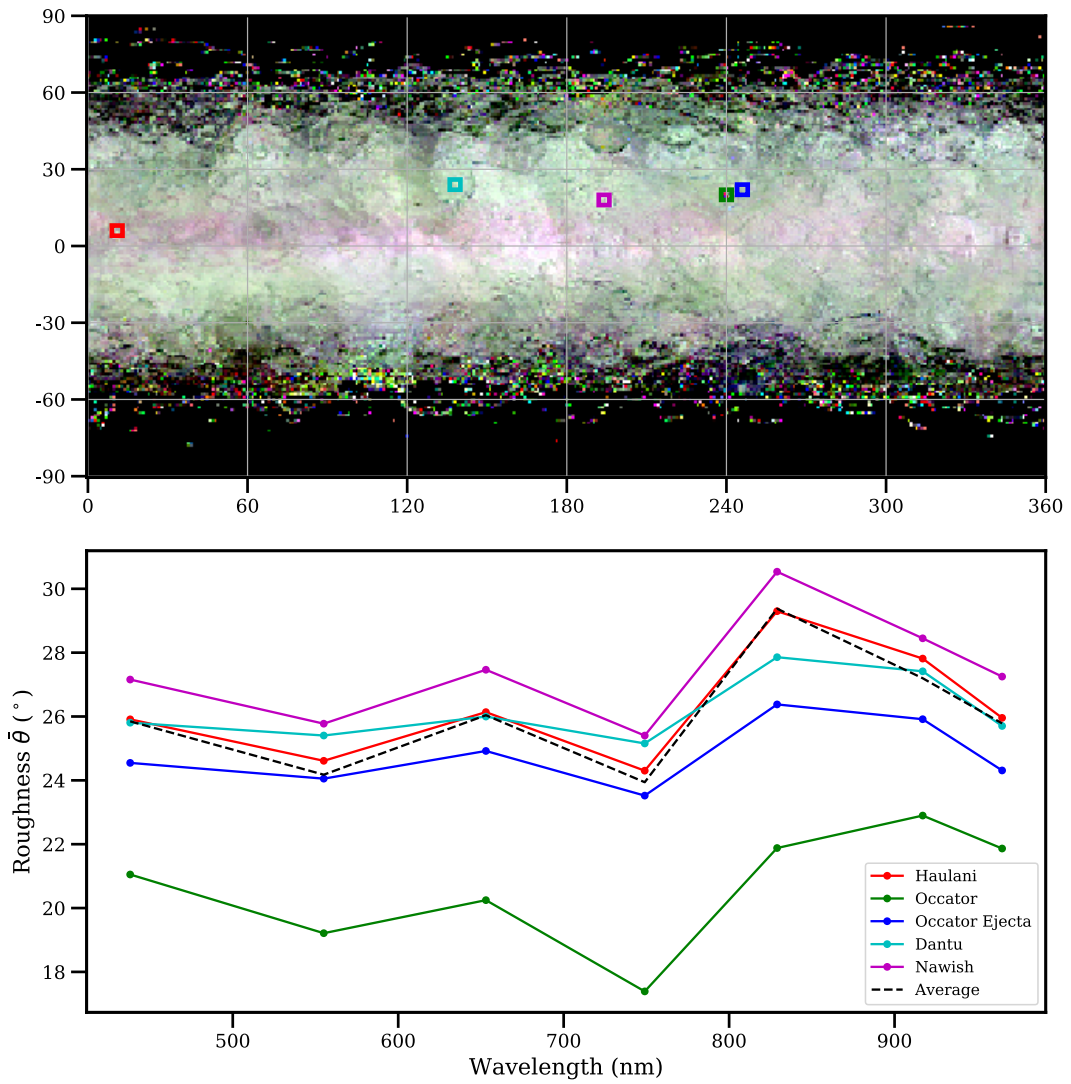 90
60
30
0
-30
-60
-90
0 60 120 180 240 300 360
30
28
26
24
22
20
18
Roughness θ̄ (°)
Haulani
Occator
Occator Ejecta
Dantu
Nawish
Average
500 600 700 800 900
Wavelength (nm)